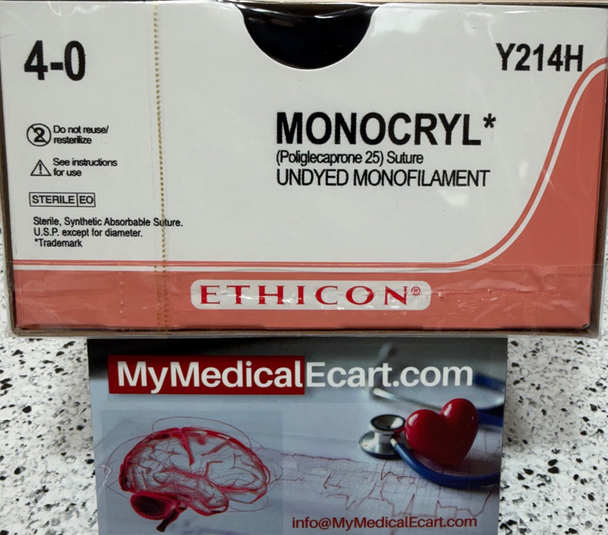 4-0
Y214H
MONOCRYL*
(Poliglecaprone 25) Suture
UNDYED MONOFILAMENT
2
Do not reuse/
resterilize
See instructions
for use
STERILE EO
Sterile, Synthetic Absorbable Suture.
U.S.P. except for diameter.
*Trademark
ETHICON®
MyMedicalEcart.com
info@MyMedicalEcart.com